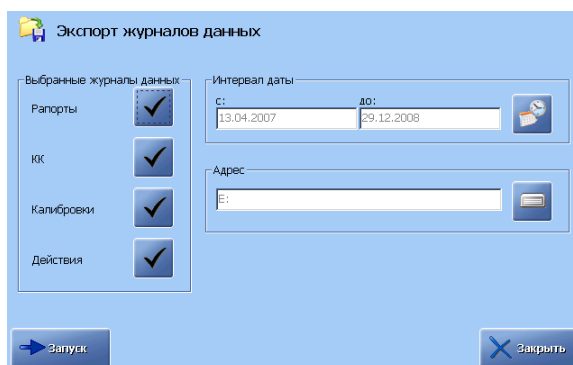 Экспорт журналов данных
Выбранные журналы данных
Рапорты
КК
Калибровки
Действия
Интервал даты
с:
до:
13.04.2007
29.12.2008
Адрес
E:
Запуск
Закрыть